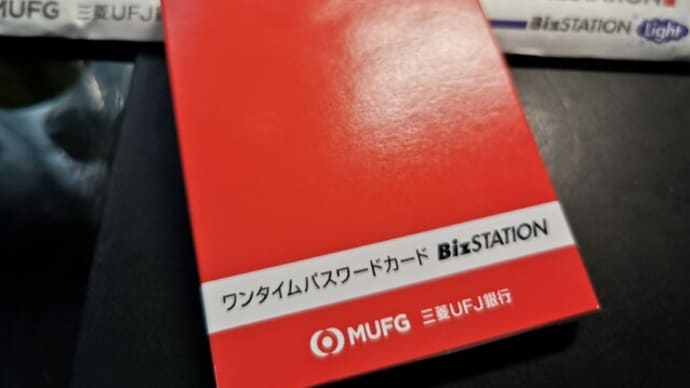 MUFG 三菱UFJ銀
BizSTATION Light
ワンタイムパスワードカード BizSTATION
MUFG 三菱UFJ銀行